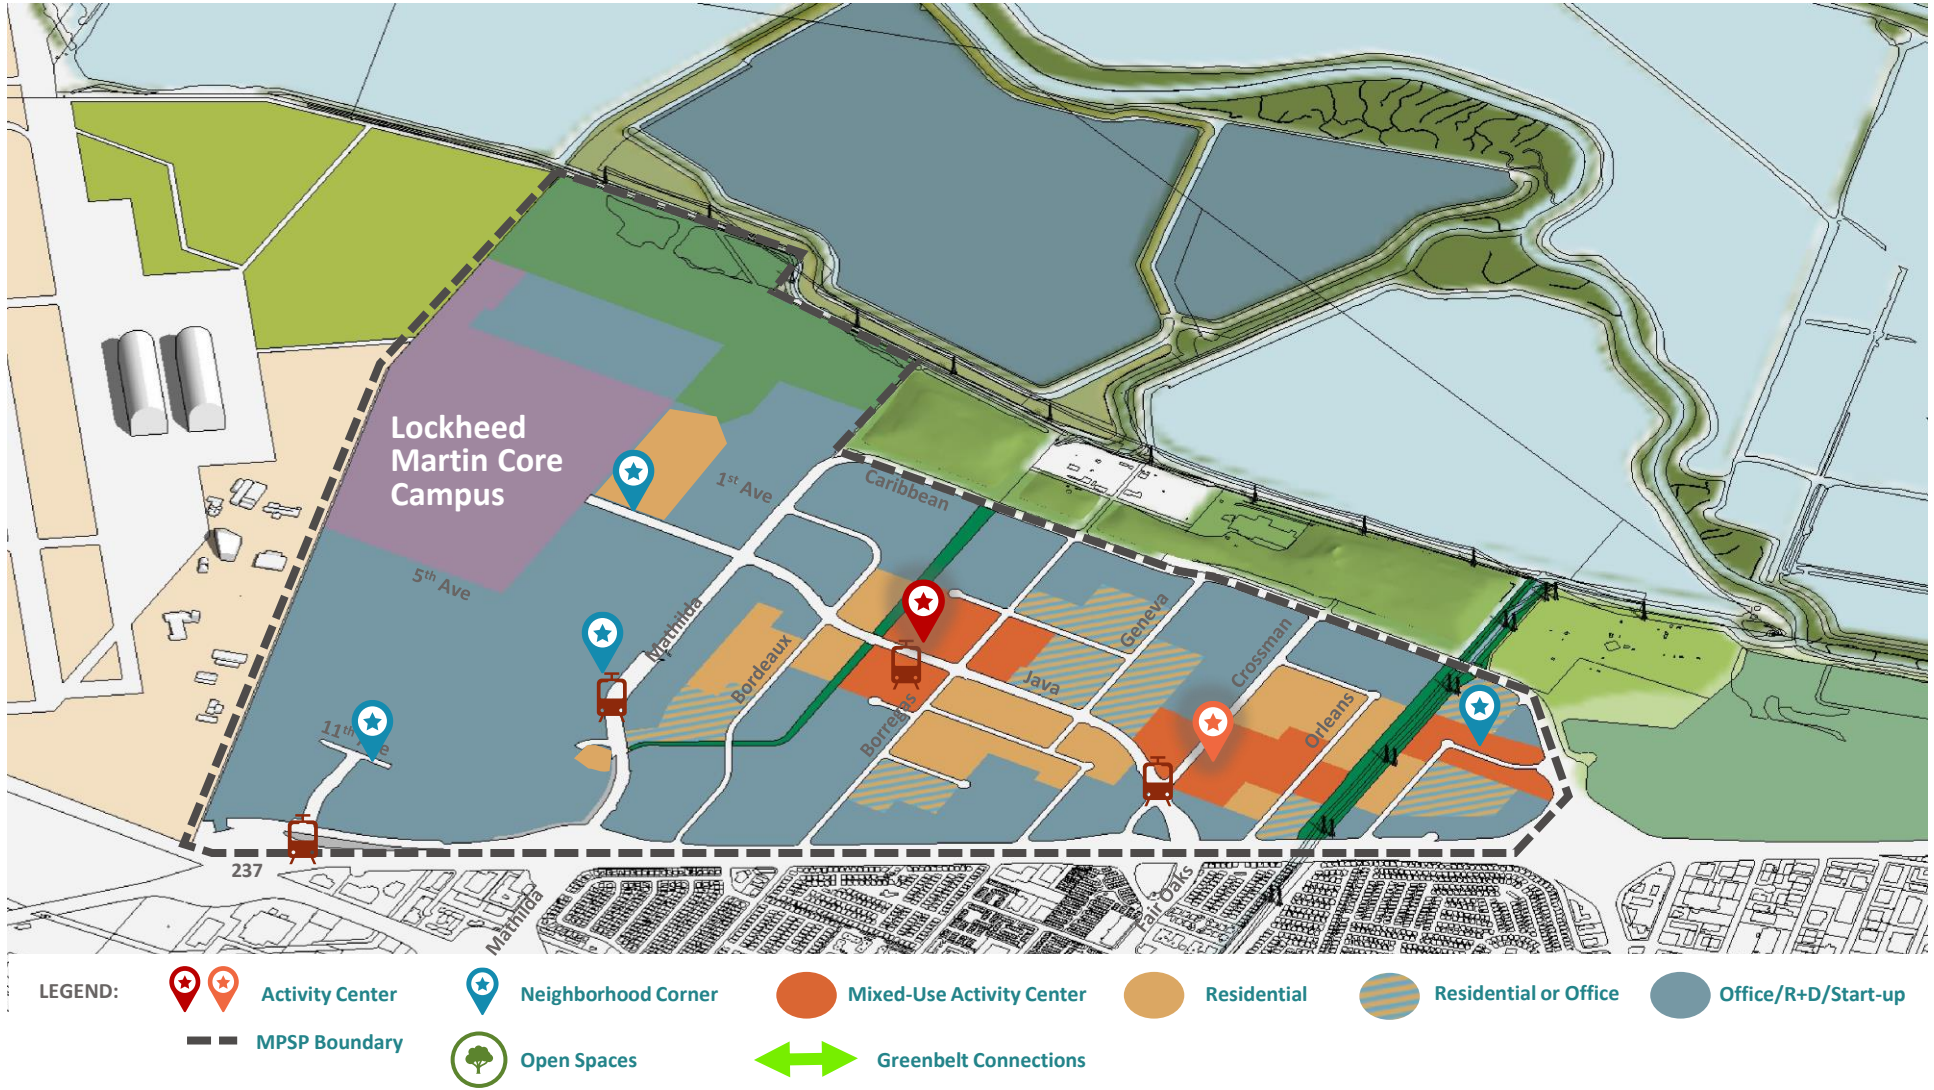 Lockheed
Martin Core
Campus
1st Ave
Caribbean
5th Ave
Mathilda
Bordeaux
Geneva
Crossman
Java
Borregas
Orleans
11th Ave
237
Mathilda
Fair Oaks
LEGEND:
Activity Center
Neighborhood Corner
Mixed-Use Activity Center
Residential
Residential or Office
Office/R+D/Start-up
MPSP Boundary
Open Spaces
Greenbelt Connections